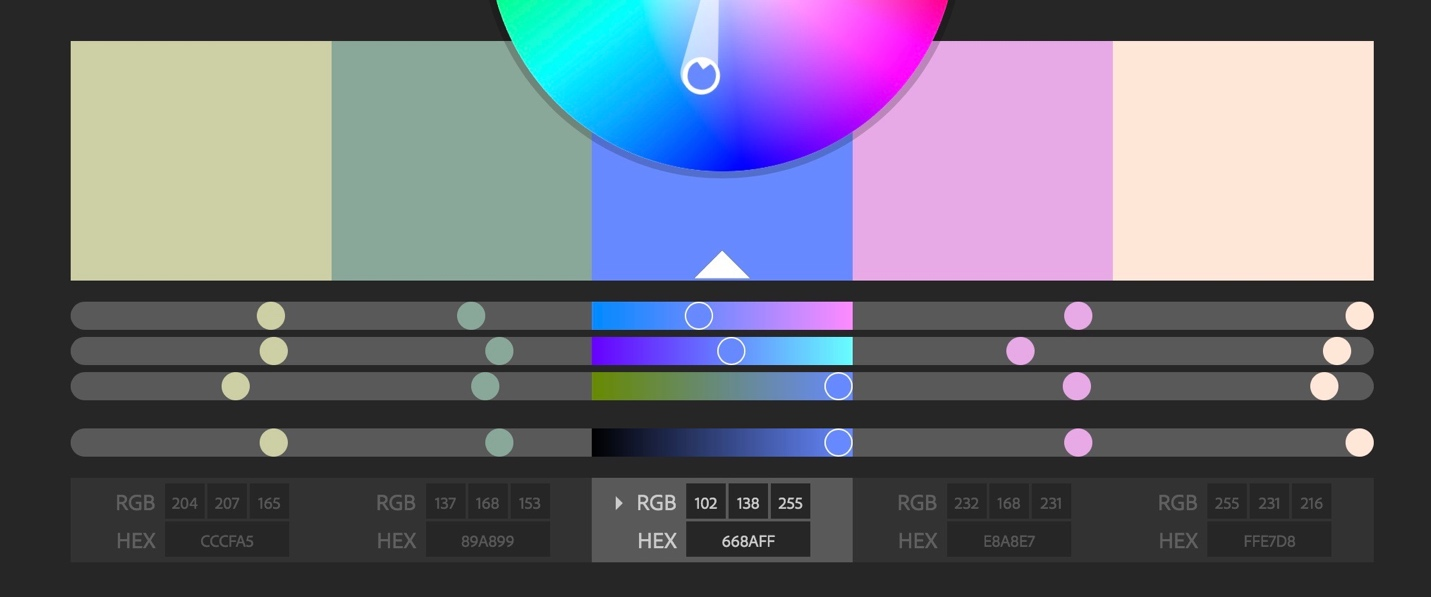 RGB 204 207 165 RGB 137 168 153 RGB 102 138 255 RGB 232 168 231 RGB 255 231 216
HEX CCCFA5 HEX 89A899 HEX 668AFF HEX E8A8E7 HEX FFE7D8